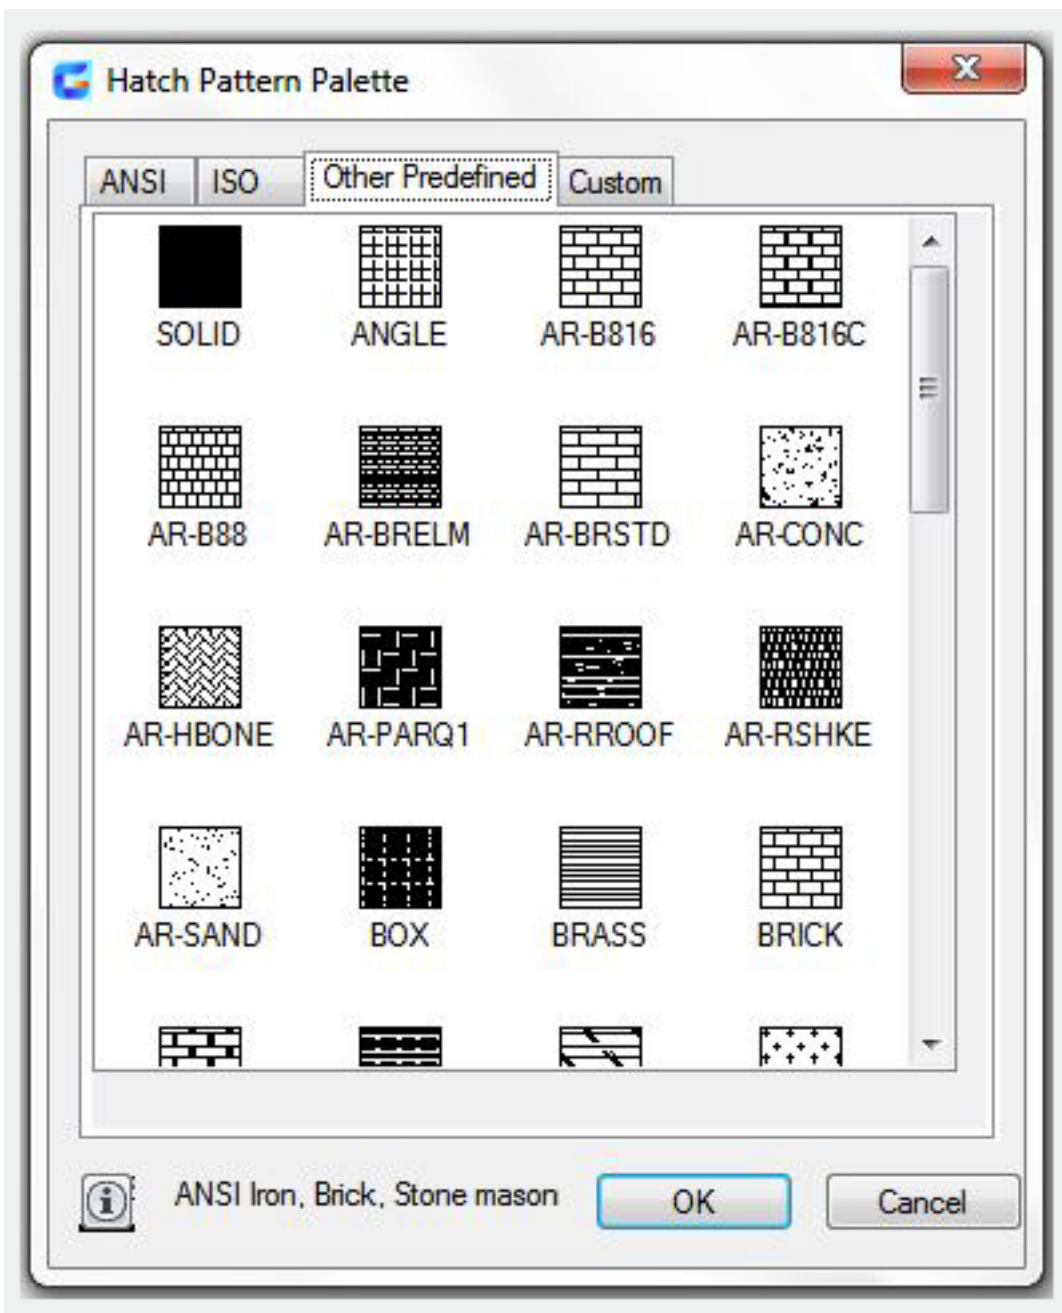 Hatch Pattern Palette
ANSI ISO Other Predefined Custom
SOLID ANGLE AR-B816 AR-B816C
AR-B88 AR-BRELM AR-BRSTD AR-CONC
AR-HBONE AR-PARQ1 AR-RROOF AR-RSHKE
AR-SAND BOX BRASS BRICK
ANSI Iron, Brick, Stone mason OK Cancel